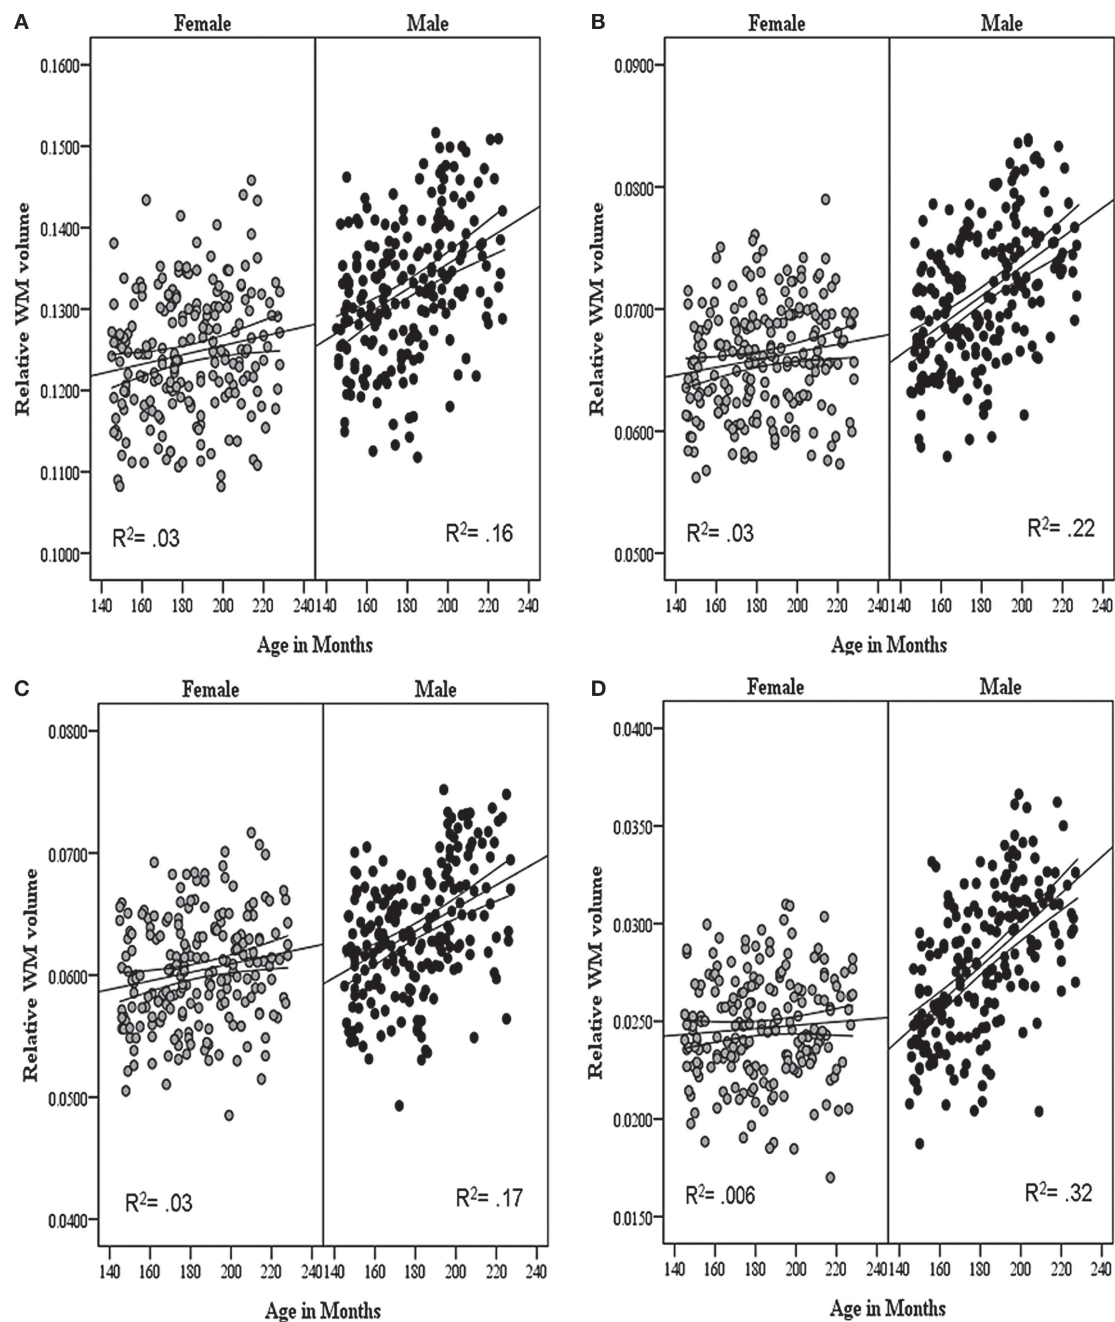 A
Female Male
Relative WM volume
0.1600
0.1500
0.1400
0.1300
0.1200
0.1100
0.1000
R²= .03
R²= .16
140 160 180 200 220 240 140 160 180 200 220 240
Age in Months
B
Female Male
Relative WM volume
0.0900
0.0800
0.0700
0.0600
0.0500
R²= .03
R²= .22
140 160 180 200 220 240 140 160 180 200 220 240
Age in Months
C
Female Male
Relative WM volume
0.0800
0.0700
0.0600
0.0500
0.0400
R²= .03
R²= .17
140 160 180 200 220 240 140 160 180 200 220 240
Age in Months
D
Female Male
Relative WM volume
0.0400
0.0350
0.0300
0.0250
0.0200
0.0150
R²= .006
R²= .32
140 160 180 200 220 240 140 160 180 200 220 240
Age in Months